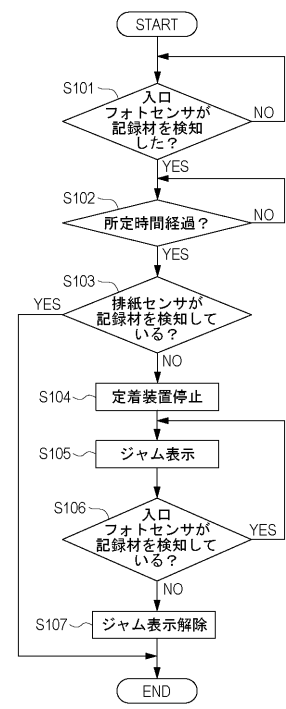 START
S101
入口
フォトセンサが
記録材を検知
した？
NO
YES
S102
所定時間経過？
NO
YES
S103
排紙センサが
記録材を検知して
いる？
YES
NO
S104
定着装置停止
S105
ジャム表示
S106
入口
フォトセンサが
記録材を検知して
いる？
YES
NO
S107
ジャム表示解除
END